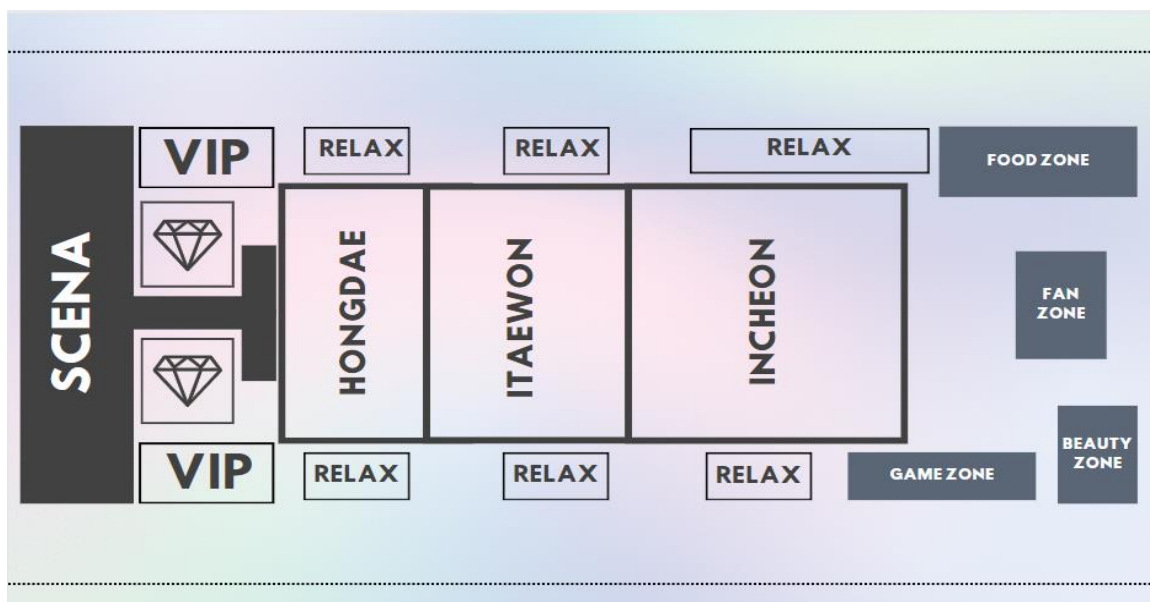 SCENA
VIP
RELAX
RELAX
RELAX
FOOD ZONE
HONGDAE
ITAEWON
INCHEON
FAN
ZONE
BEAUTY
ZONE
VIP
RELAX
RELAX
RELAX
GAME ZONE